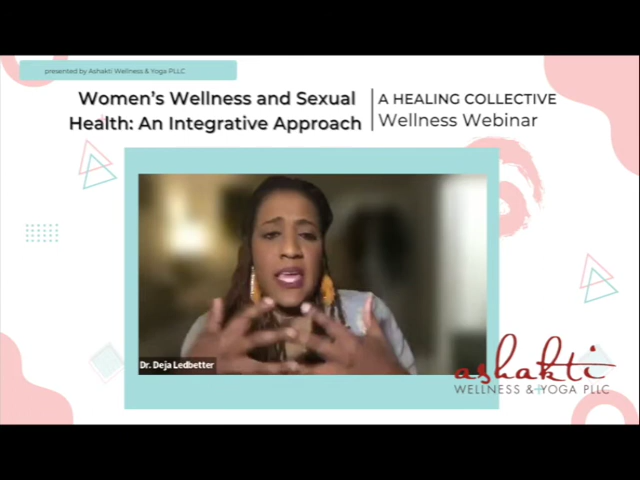 presented by Ashakti Wellness & Yoga PLLC
Women's Wellness and Sexual
Health: An Integrative Approach
A HEALING COLLECTIVE
Wellness Webinar
Dr. Deja Ledbetter
ashakti
WELLNESS & YOGA PLLC